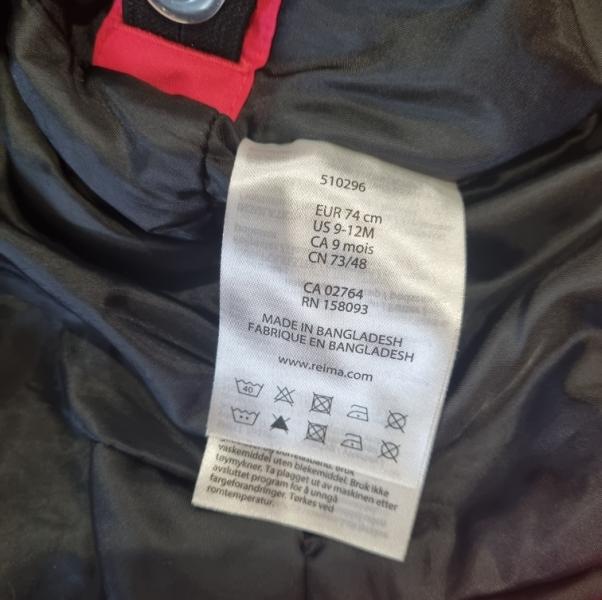 510296
EUR 74 cm
US 9-12M
CA 9 mois
CN 73/48
CA 02764
RN 158093
MADE IN BANGLADESH
FABRIQUE EN BANGLADESH
www.reima.com
40
vaskemiddel uten blekemiddel. Bruk ikke
tøymykner. Ta plagget ut av maskinen etter
avsluttet program for å unngå
fargeforandringer. Tørkes ved
romtemperatur.